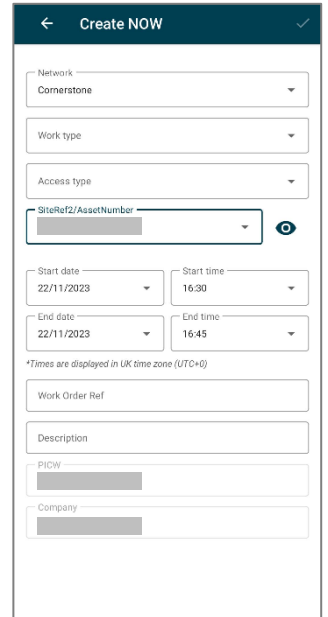 Create NOW
Network
Cornerstone
Work type
Access type
SiteRef2/AssetNumber
Start date
22/11/2023
Start time
16:30
End date
22/11/2023
End time
16:45
*Times are displayed in UK time zone (UTC+0)
Work Order Ref
Description
PICW
Company